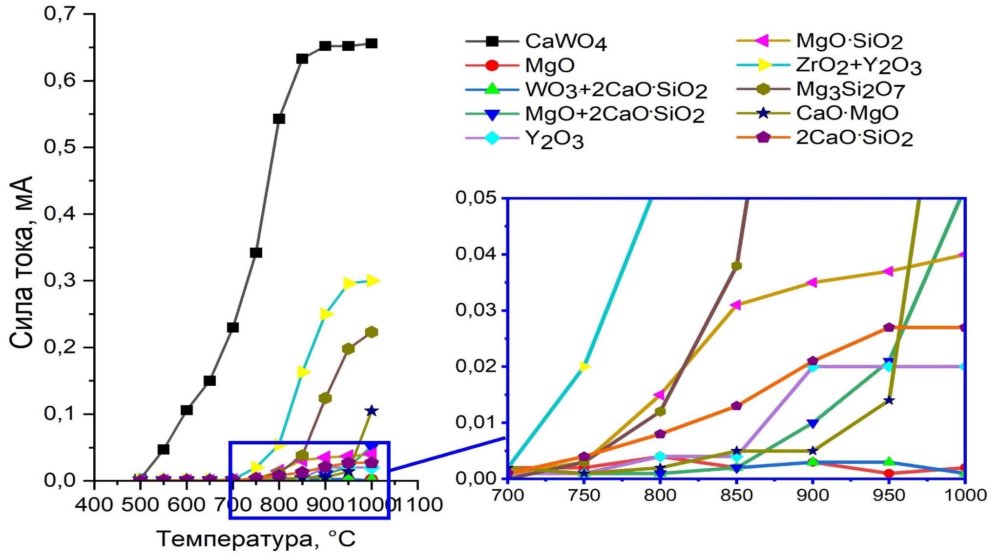 0,7
0,6
0,5
0,4
0,3
0,2
0,1
0,0
Сила тока, мА
400 500 600 700 800 900 1000 1100
Температура, °C
CaWO4
MgO
WO3+2CaO·SiO2
MgO+2CaO·SiO2
Y2O3
MgO·SiO2
ZrO2+Y2O3
Mg3Si2O7
CaO·MgO
2CaO·SiO2
0,05
0,04
0,03
0,02
0,01
0,00
700 750 800 850 900 950 1000